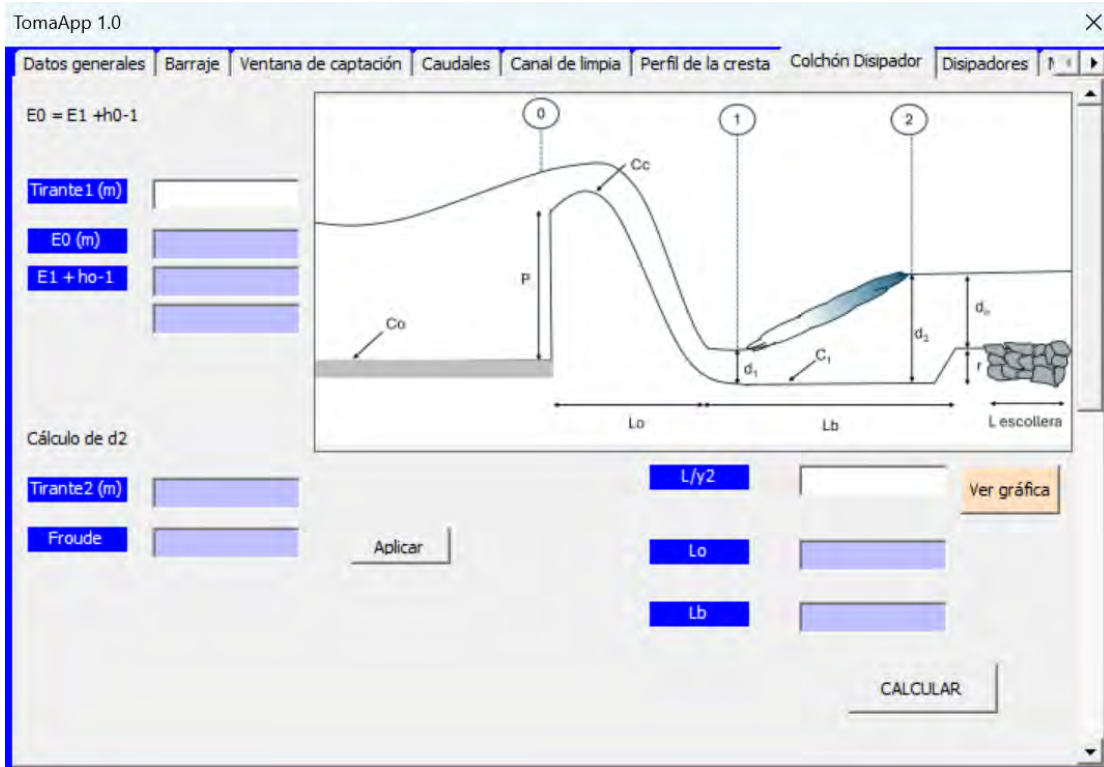 TomaApp 1.0
Datos generales Barraje Ventana de captación Caudales Canal de limpia Perfil de la cresta Colchón Disipador Disipadores
E0 = E1 +h0-1
Tirante1 (m)
E0 (m)
E1 + ho-1
0 1 2
Cc
P
Co
d1
C1
d2
dn
r
Lo
Lb
L escollera
Cálculo de d2
Tirante2 (m)
Froude
Aplicar
L/y2
Ver gráfica
Lo
Lb
CALCULAR